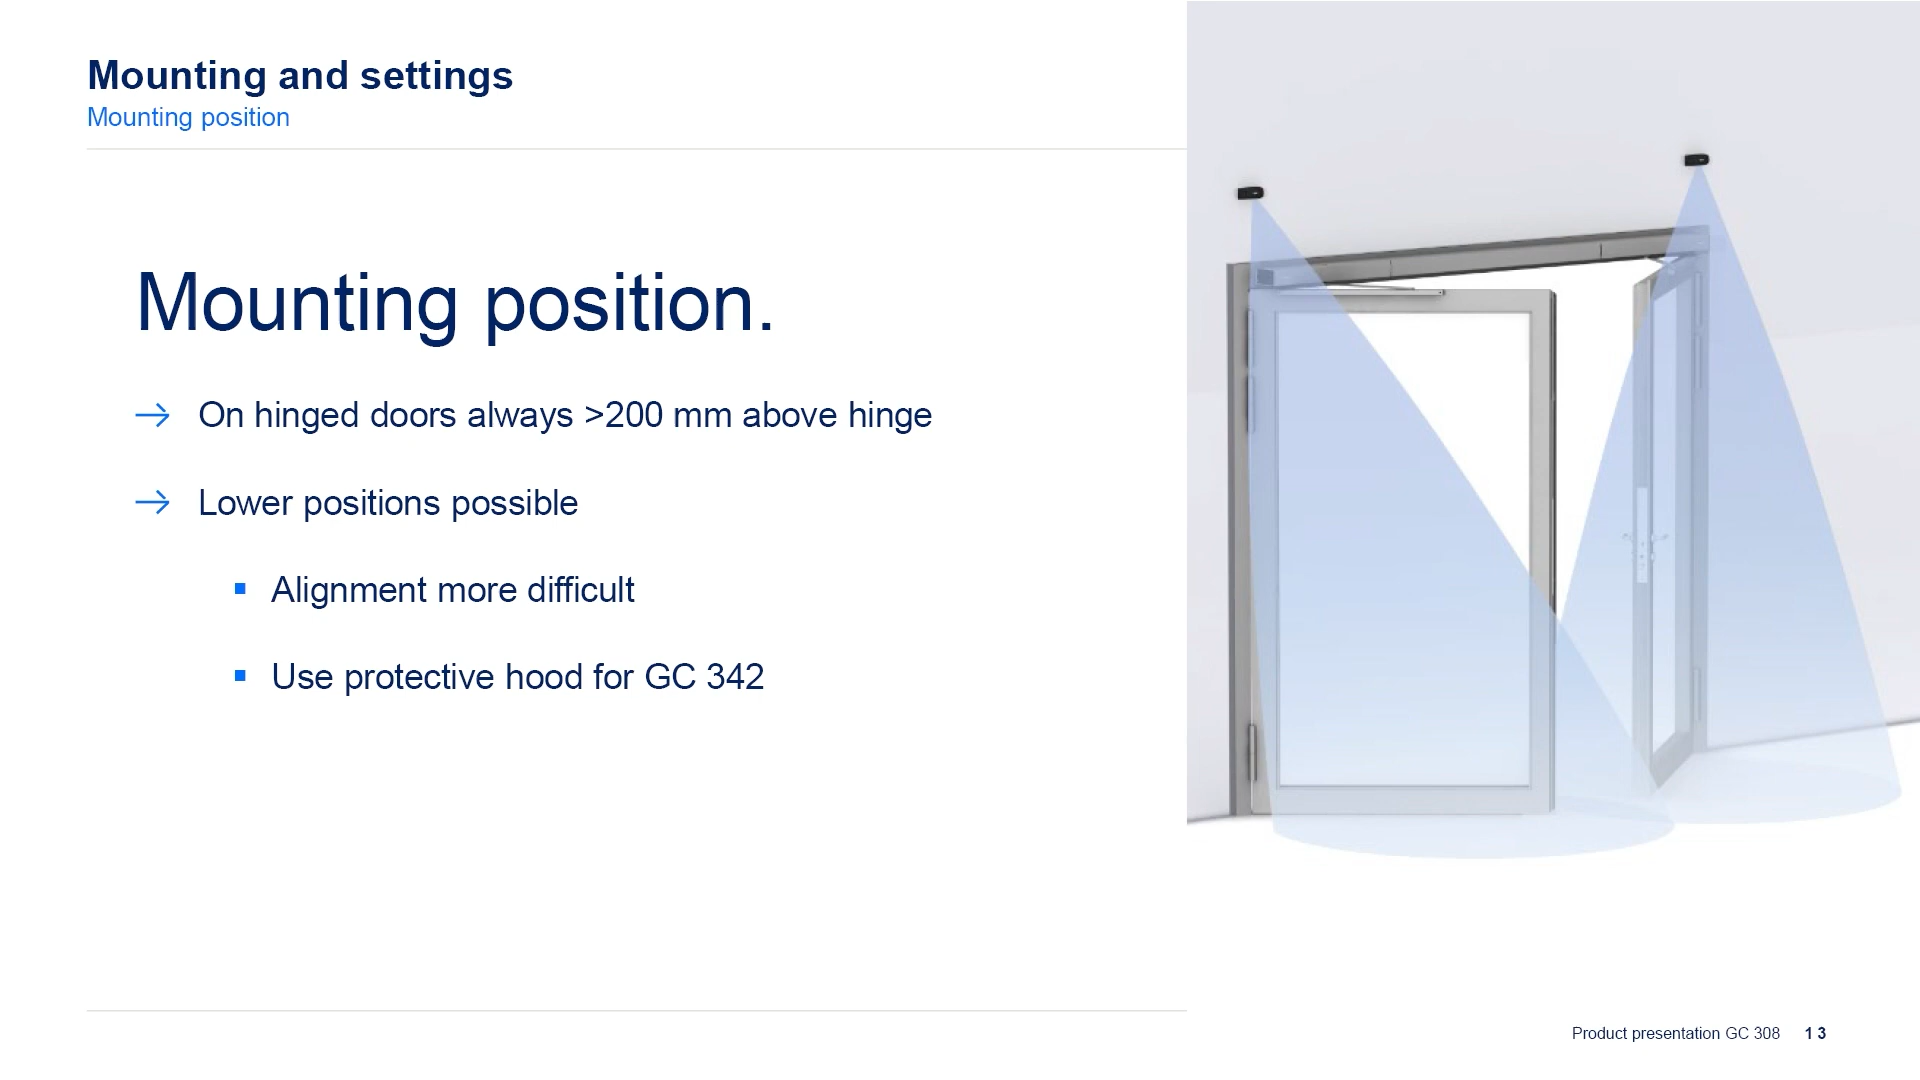 Mounting and settings
Mounting position
Mounting position.
→ On hinged doors always >200 mm above hinge
→ Lower positions possible
▪ Alignment more difficult
▪ Use protective hood for GC 342
Product presentation GC 308 13